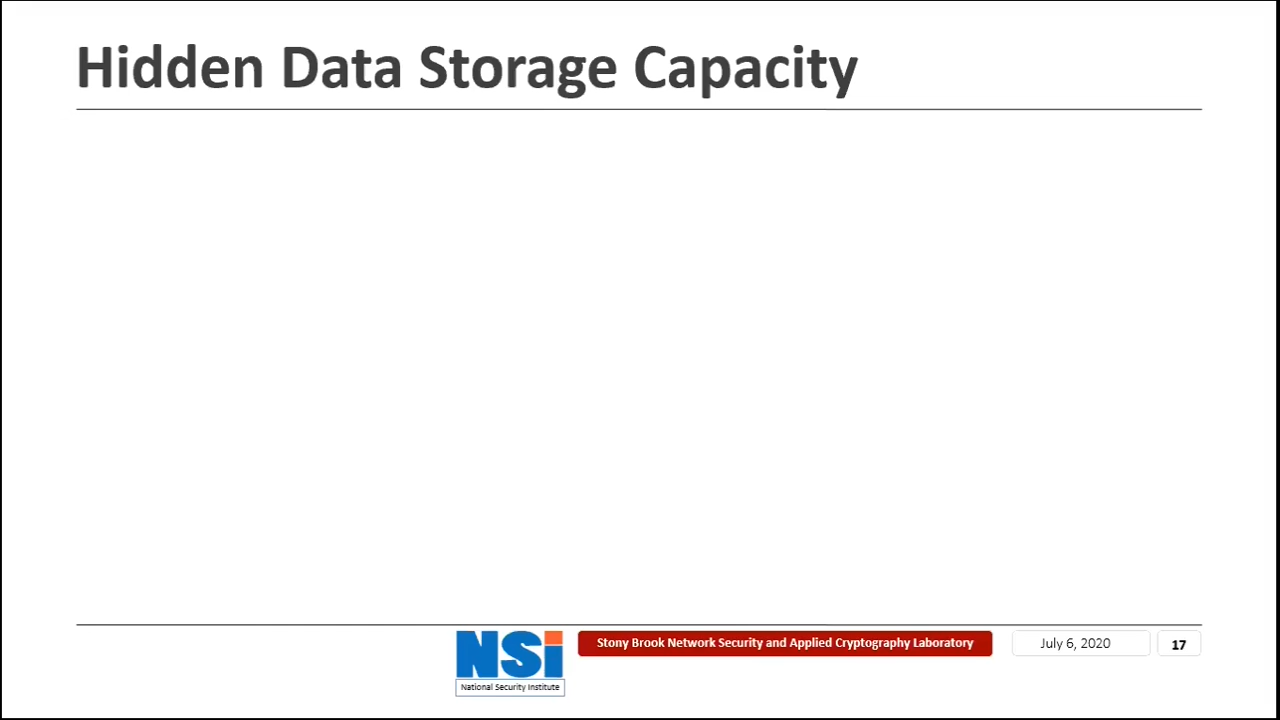 Hidden Data Storage Capacity
NSi
National Security Institute
Stony Brook Network Security and Applied Cryptography Laboratory
July 6, 2020
17